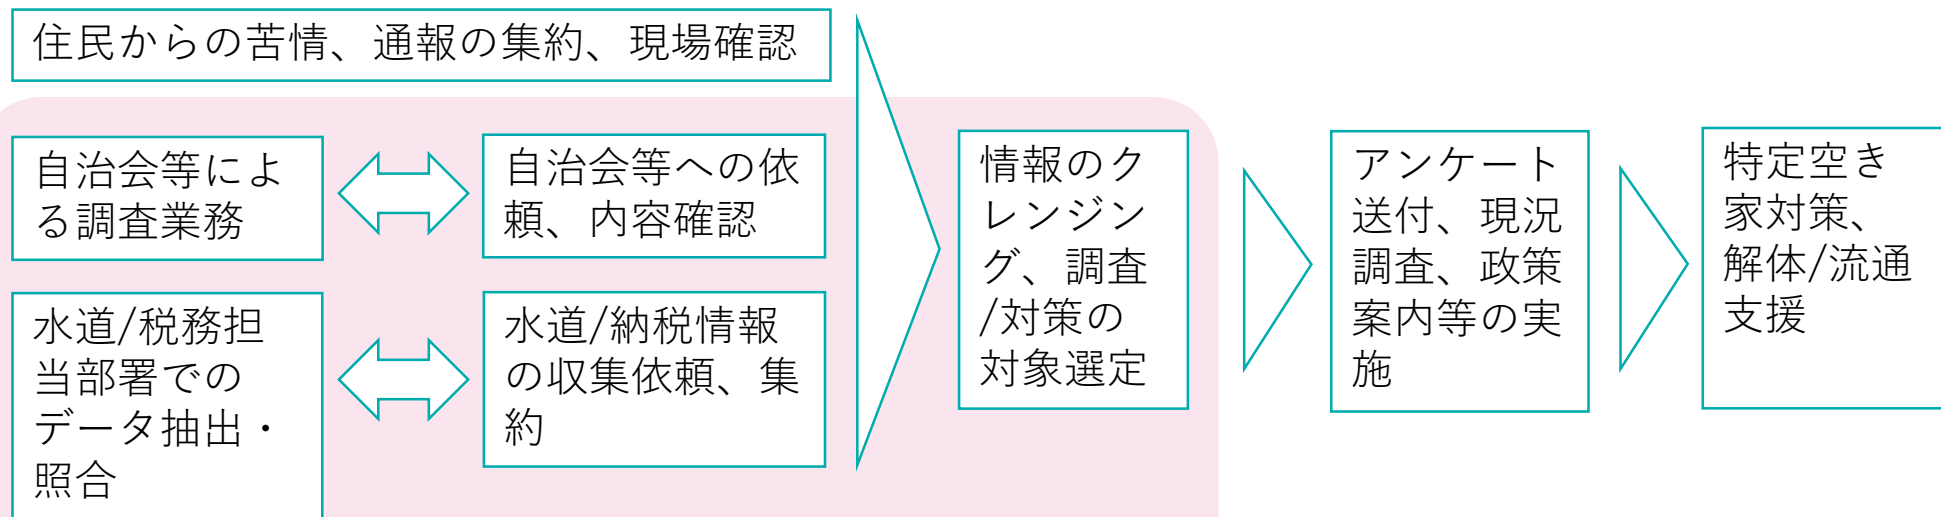 住民からの苦情、通報の集約、現場確認
自治会等によ
る調査業務
自治会等への依
頼、内容確認
水道/税務担
当部署での
データ抽出・
照合
水道/納税情報
の収集依頼、集
約
情報のク
レンジン
グ、調査
/対策の
対象選定
アンケート
送付、現況
調査、政策
案内等の実
施
特定空き
家対策、
解体/流通
支援